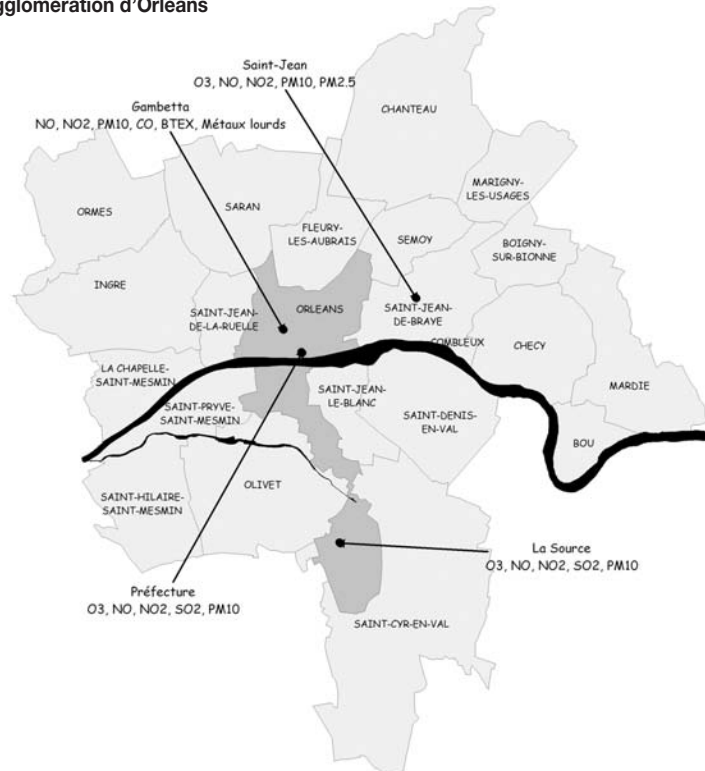 gglomération d'Orléans
Saint-Jean
O3, NO, NO2, PM10, PM2.5
Gambetta
NO, NO2, PM10, CO, BTEX, Métaux lourds
CHANTEAU
MARIGNY-
LES-USAGES
ORMES
SARAN
FLEURY-
LES-AUBRAIS
SEMOY
BOIGNY-
SUR-BIONNE
INGRE
SAINT-JEAN-
DE-LA-RUELLE
ORLEANS
SAINT-JEAN-
DE-BRAYE
COMBLEUX
CHECY
LA CHAPELLE-
SAINT-MESMIN
MARDIE
SAINT-PRYVE-
SAINT-MESMIN
SAINT-JEAN-
LE-BLANC
SAINT-DENIS-
EN-VAL
BOU
SAINT-HILAIRE-
SAINT-MESMIN
OLIVET
La Source
O3, NO, NO2, SO2, PM10
Préfecture
O3, NO, NO2, SO2, PM10
SAINT-CYR-EN-VAL